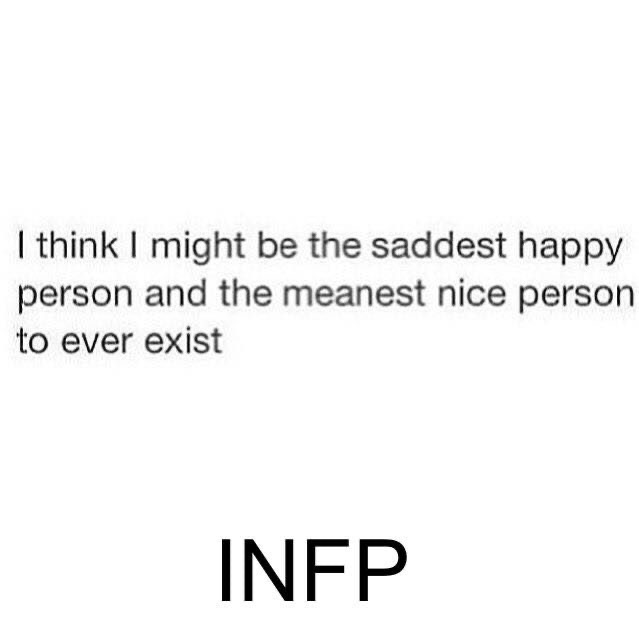 I think I might be the saddest happy
person and the meanest nice person
to ever exist
INFP